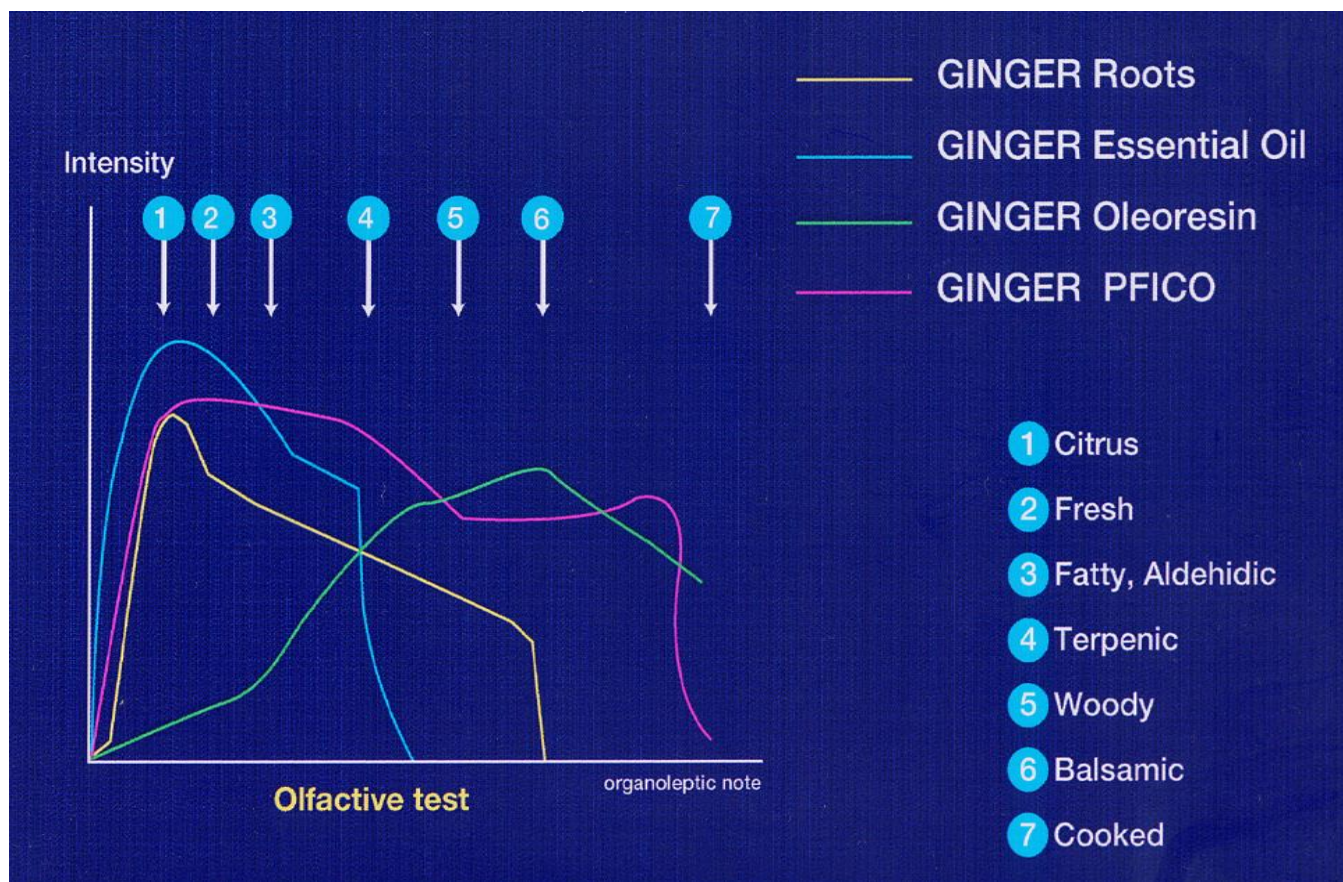 GINGER Roots
GINGER Essential Oil
GINGER Oleoresin
GINGER PFICO
Intensity
1 2 3 4 5 6 7
organoleptic note
Olfactive test
1 Citrus
2 Fresh
3 Fatty, Aldehidic
4 Terpenic
5 Woody
6 Balsamic
7 Cooked